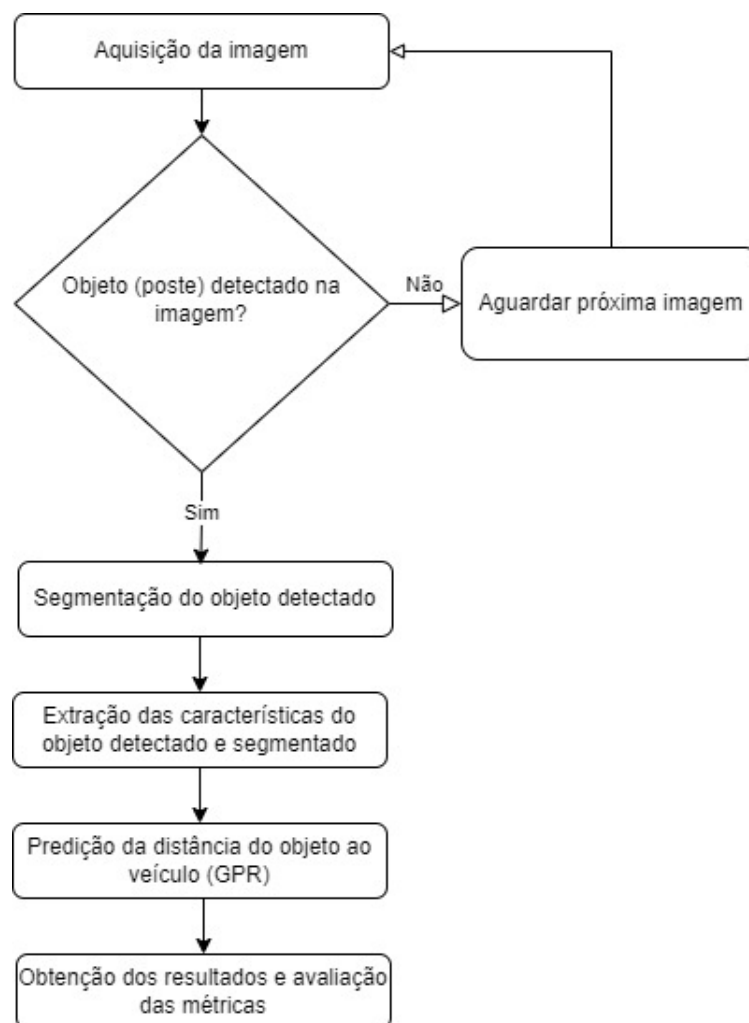 Aquisição da imagem
Objeto (poste) detectado na
imagem?
Não
Aguardar próxima imagem
Sim
Segmentação do objeto detectado
Extração das características do
objeto detectado e segmentado
Predição da distância do objeto ao
veículo (GPR)
Obtenção dos resultados e avaliação
das métricas